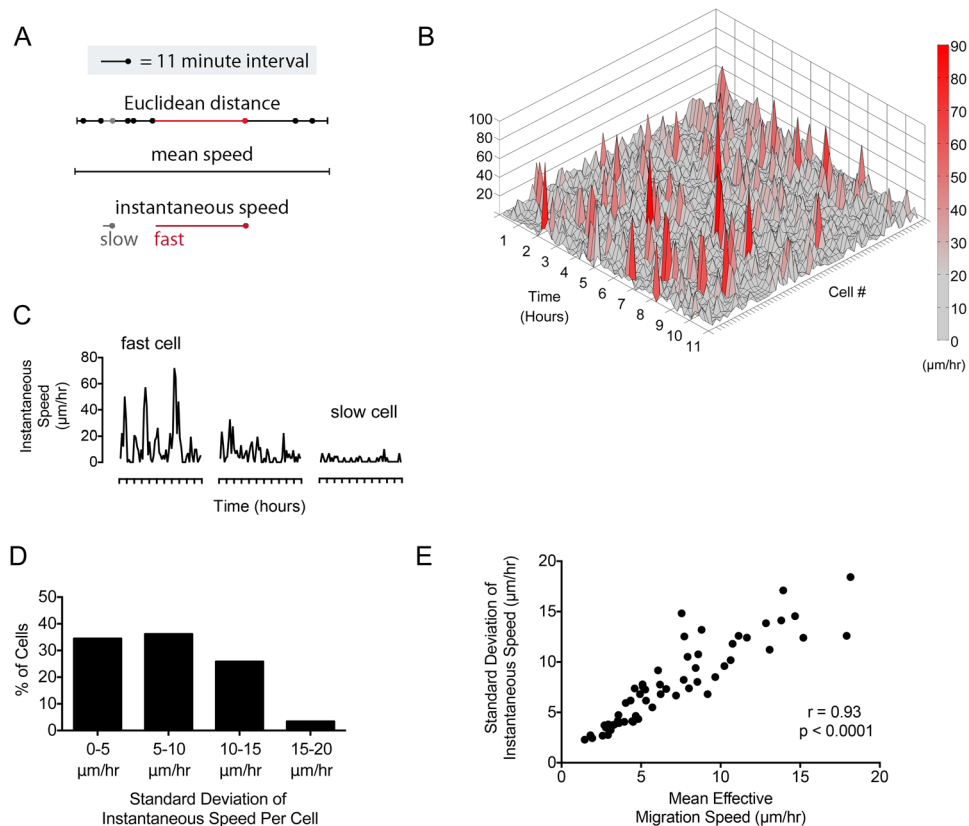 A
= 11 minute interval
Euclidean distance
mean speed
instantaneous speed
slow
fast
B
100
80
60
40
20
1
2
3
4
5
6
7
8
9
10
11
Time
(Hours)
Cell #
90
80
70
60
50
40
30
20
10
0
(µm/hr)
C
fast cell
slow cell
Instantaneous
Speed
(µm/hr)
80
60
40
20
0
Time (hours)
D
% of Cells
50
40
30
20
10
0
0-5 5-10 10-15 15-20
µm/hr µm/hr µm/hr µm/hr
Standard Deviation of
Instantaneous Speed Per Cell
E
Standard Deviation of
Instantaneous Speed (µm/hr)
20
15
10
5
0
r = 0.93
p < 0.0001
0 5 10 15 20
Mean Effective
Migration Speed (µm/hr)